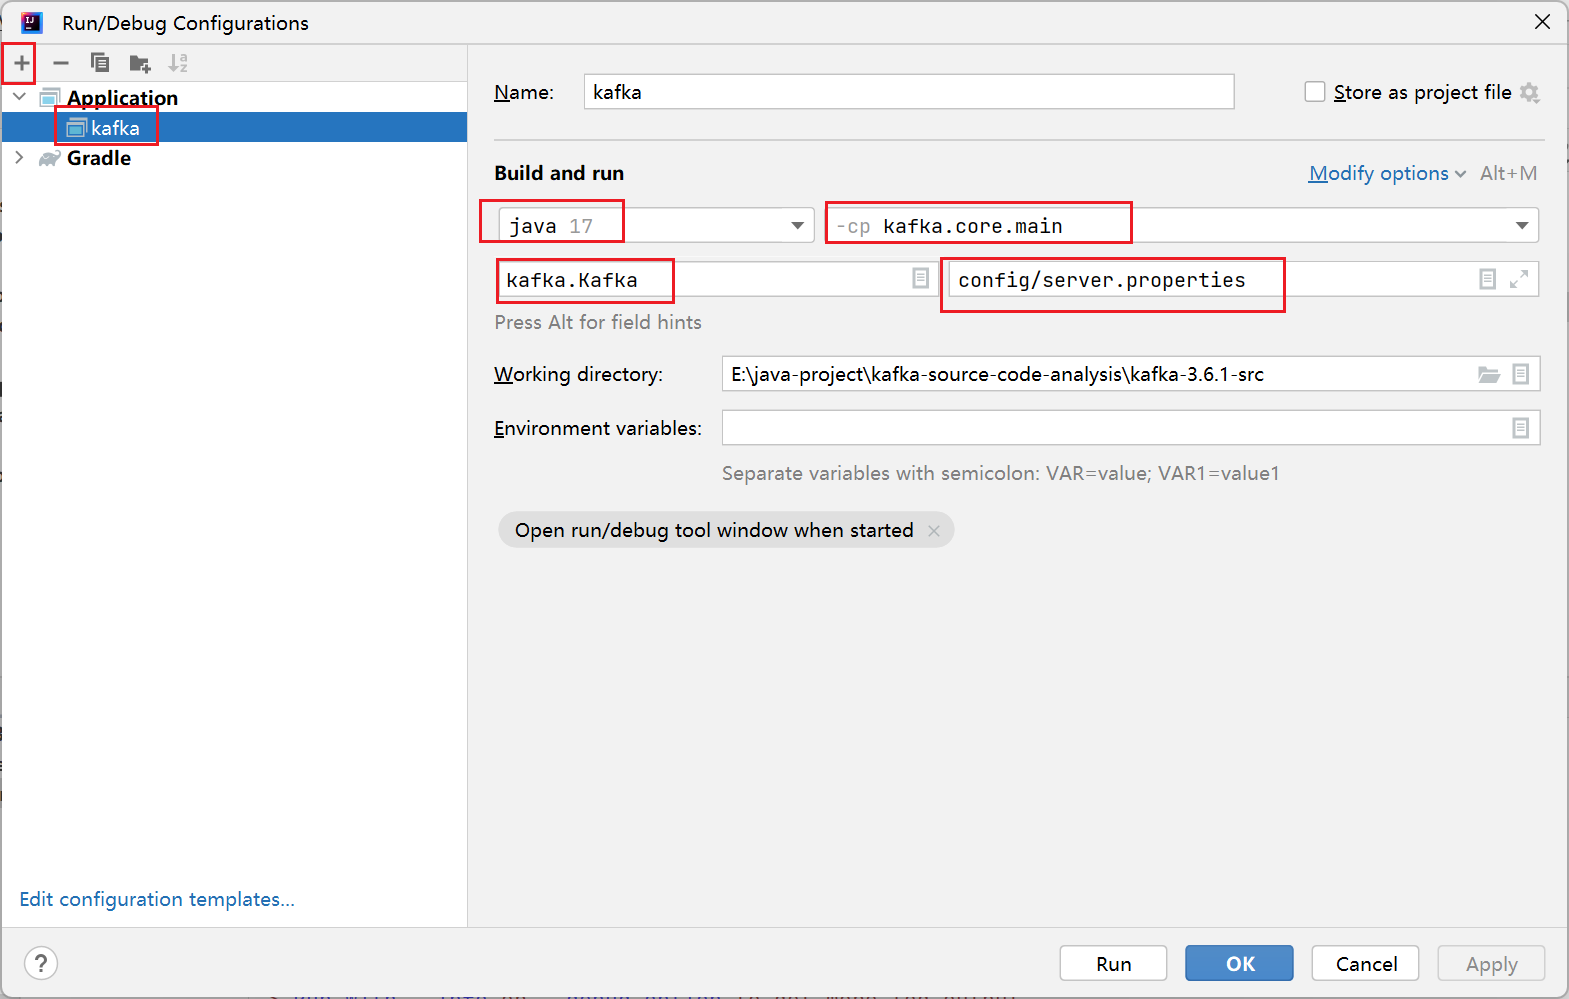 Run/Debug Configurations
Application
kafka
Gradle
Name: kafka
Store as project file
Build and run
Modify options Alt+M
java 17
-cp kafka.core.main
kafka.Kafka
config/server.properties
Press Alt for field hints
Working directory: E:\java-project\kafka-source-code-analysis\kafka-3.6.1-src
Environment variables:
Separate variables with semicolon: VAR=value; VAR1=value1
Open run/debug tool window when started
Edit configuration templates...
?
Run
OK
Cancel
Apply